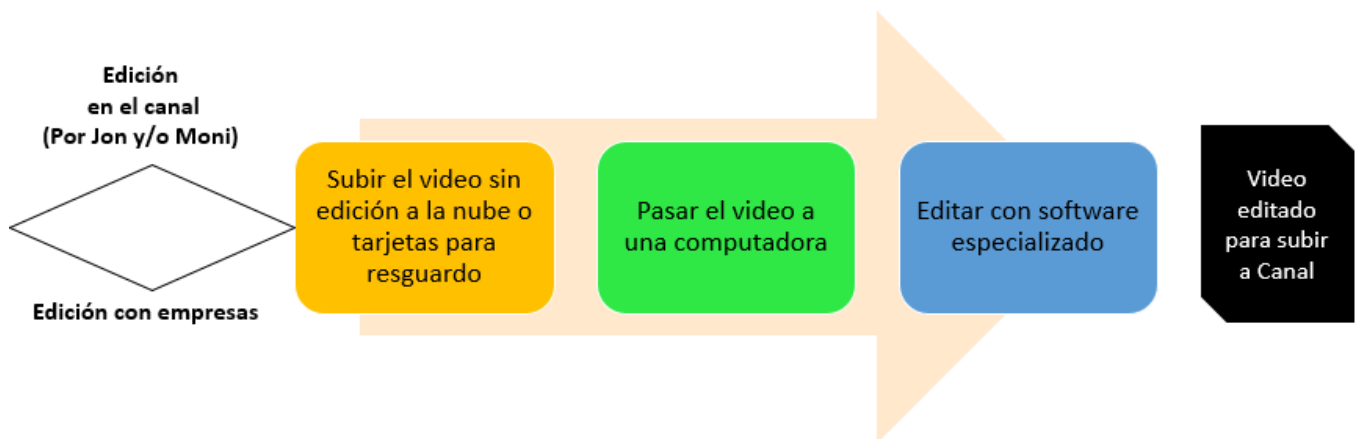 Edición
en el canal
(Por Jon y/o Moni)
Edición con empresas
Subir el video sin
edición a la nube o
tarjetas para
resguardo
Pasar el video a
una computadora
Editar con software
especializado
Video
editado
para subir
a Canal